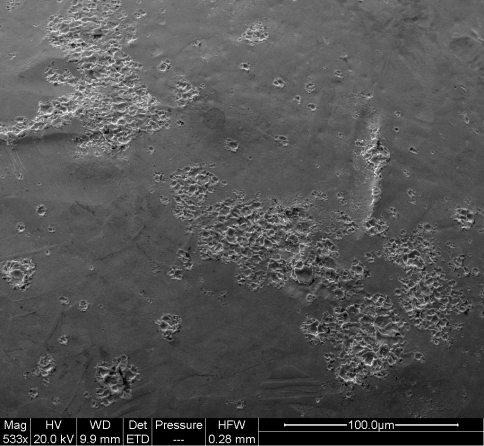 Mag HV WD Det Pressure HFW
533x 20.0 kV 9.9 mm ETD --- 0.28 mm 100.0µm